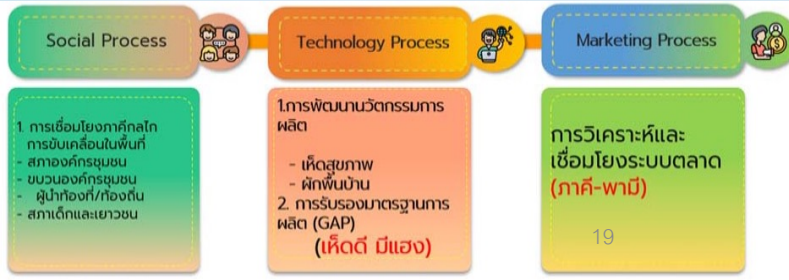 Social Process
Technology Process
Marketing Process
1. การเชื่อมโยงภาคีกลไก
การขับเคลื่อนในพื้นที่
- สภาองค์กรชุมชน
- ขบวนองค์กรชุมชน
- ผู้นำท้องที่/ท้องถิ่น
- สภาเด็กและเยาวชน
1.การพัฒนานวัตกรรมการ
ผลิต
- เห็ดสุขภาพ
- ผักพื้นบ้าน
2. การรับรองมาตรฐานการ
ผลิต (GAP)
(เห็ดดี มีแฮง)
การวิเคราะห์และ
เชื่อมโยงระบบตลาด
(ภาคี-พามี)
19